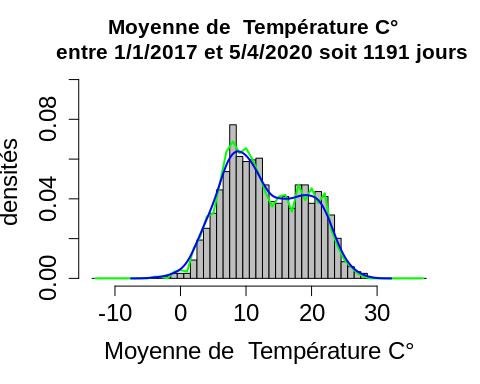 Moyenne de  Température C°
entre 1/1/2017 et 5/4/2020 soit 1191 jours
densités
0.08
0.04
0.00
-10 0 10 20 30
Moyenne de  Température C°